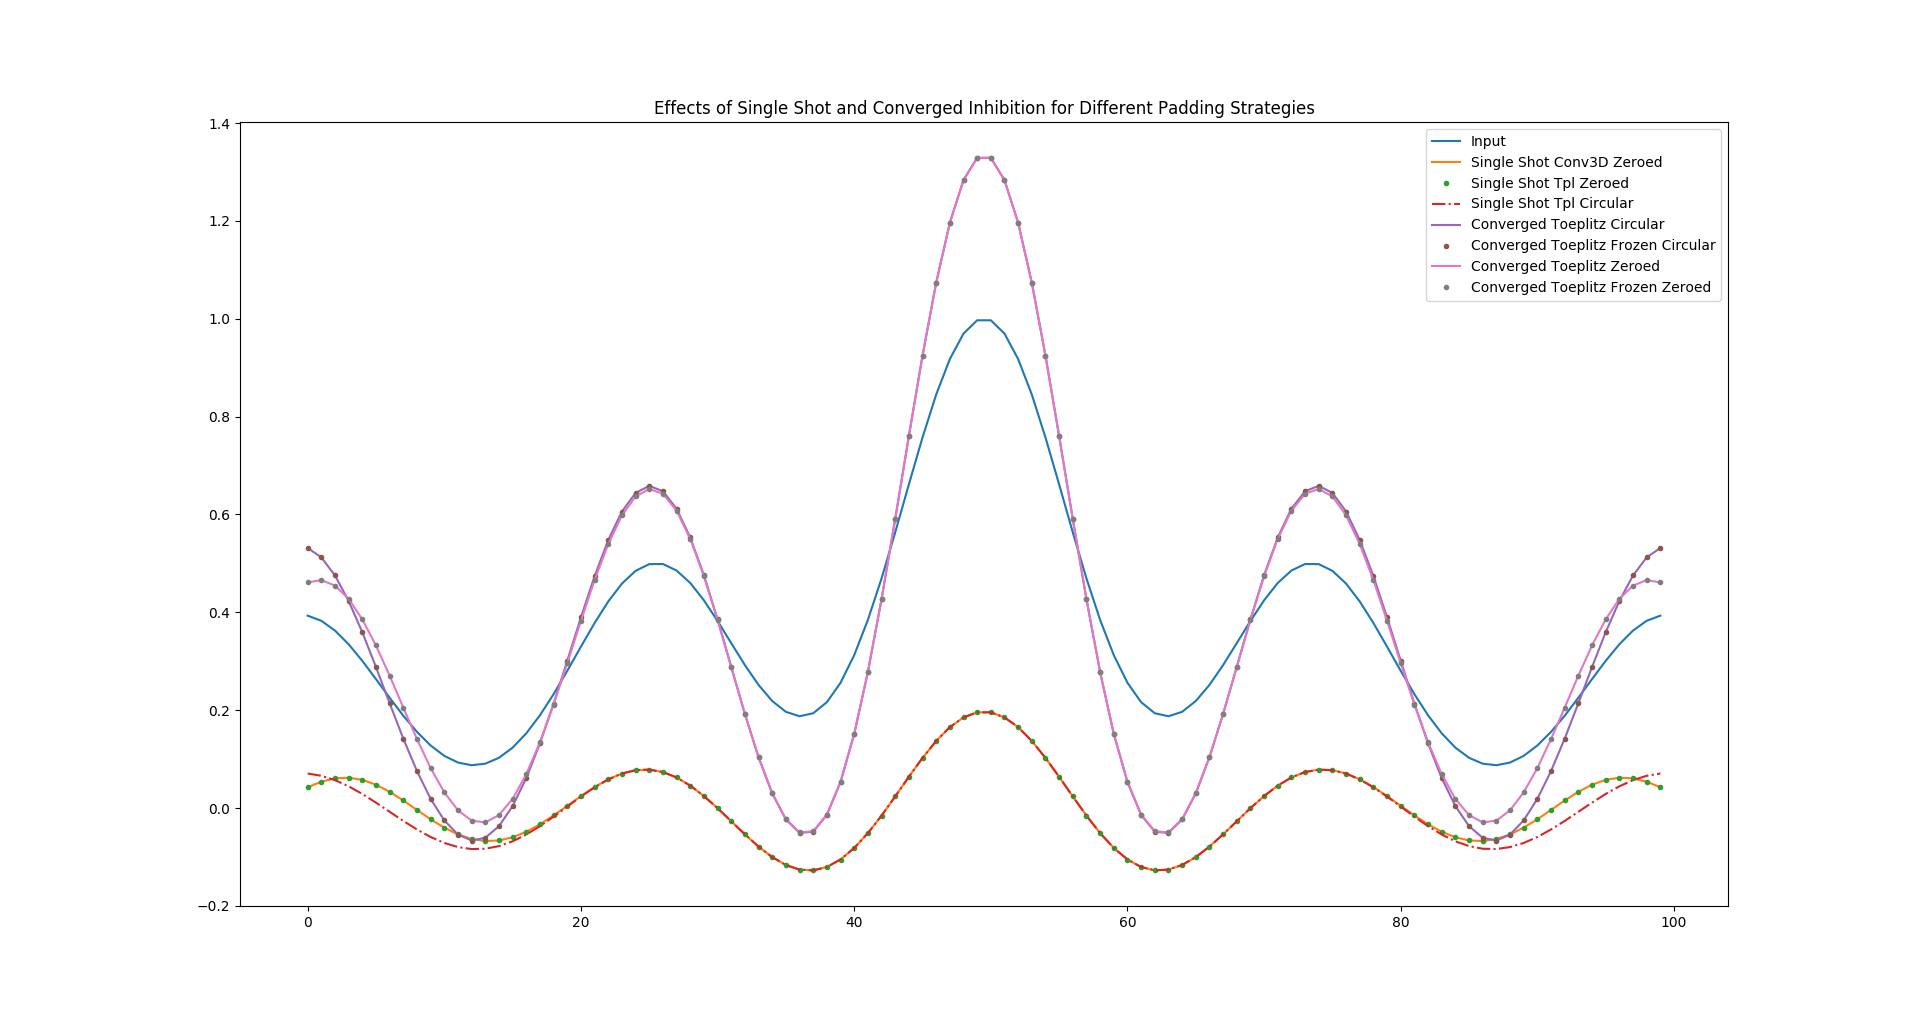 Effects of Single Shot and Converged Inhibition for Different Padding Strategies
1.4
1.2
1.0
0.8
0.6
0.4
0.2
0.0
−0.2
0 20 40 60 80 100
Input
Single Shot Conv3D Zeroed
Single Shot Tpl Zeroed
Single Shot Tpl Circular
Converged Toeplitz Circular
Converged Toeplitz Frozen Circular
Converged Toeplitz Zeroed
Converged Toeplitz Frozen Zeroed